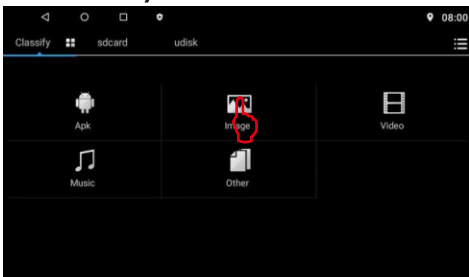 08:00
Classify sdcard udisk
Apk Image Video
Music Other